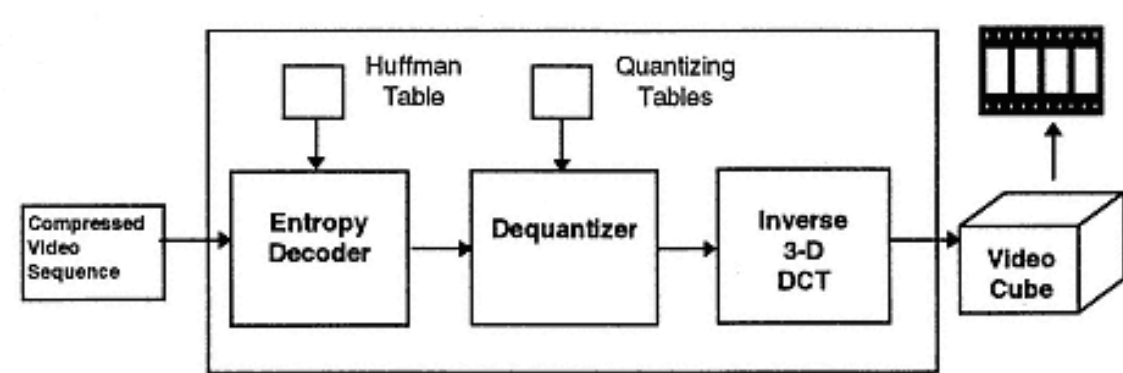 Huffman
Table
Quantizing
Tables
Compressed
Video
Sequence
Entropy
Decoder
Dequantizer
Inverse
3-D
DCT
Video
Cube